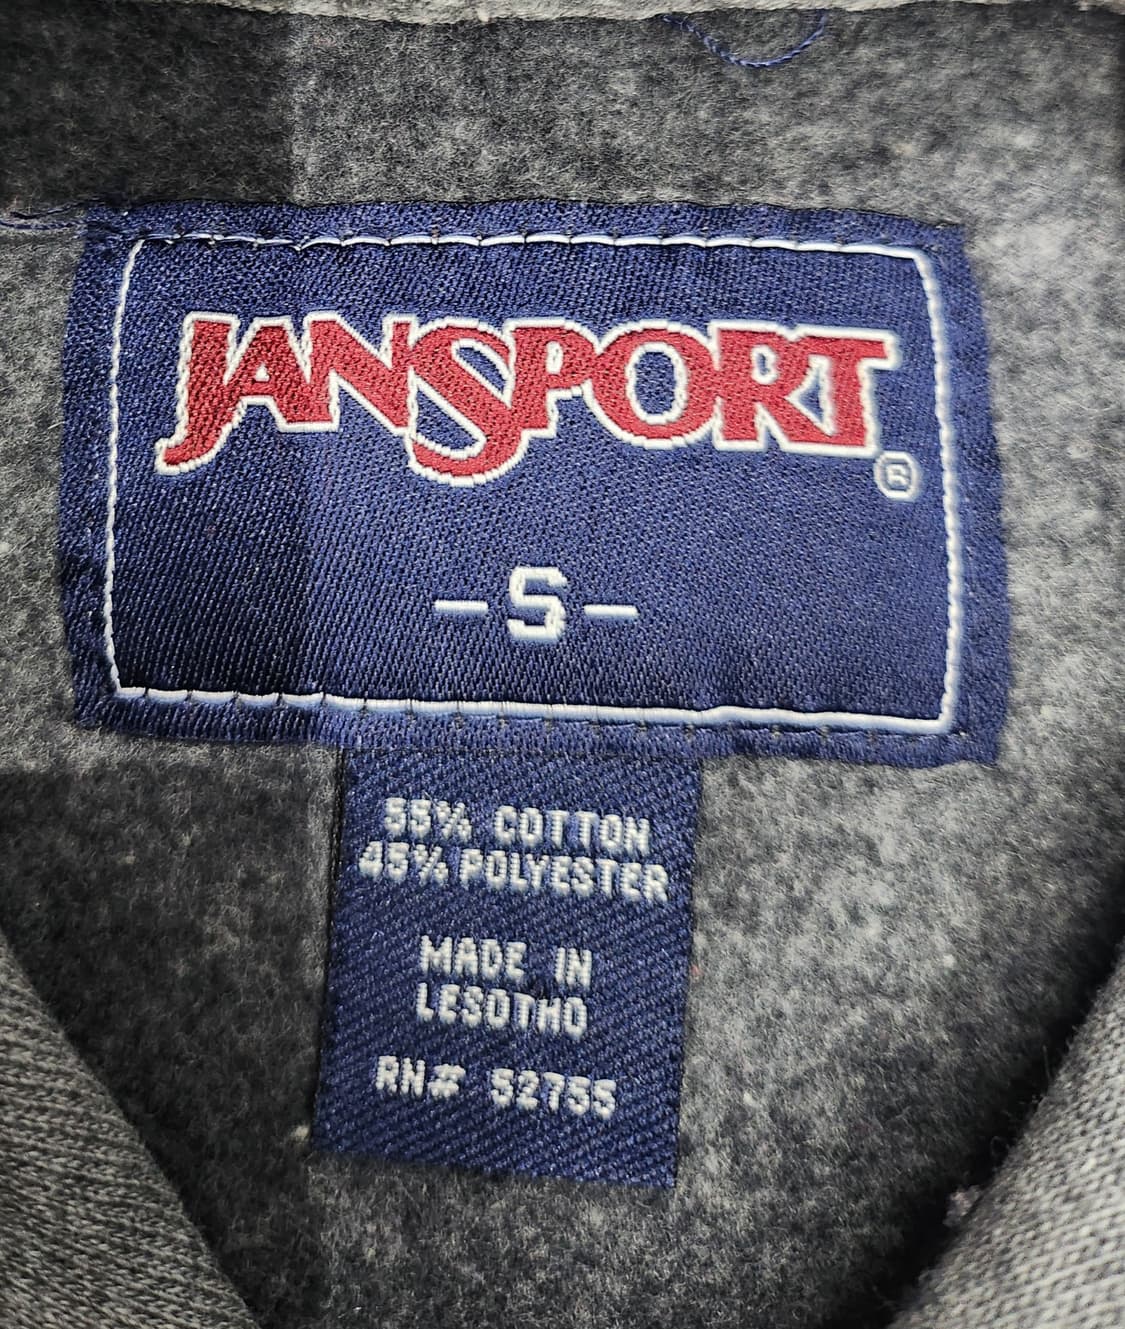 JANSPORT®
-S-
55% COTTON
45% POLYESTER
MADE IN
LESOTHO
RN# 52755